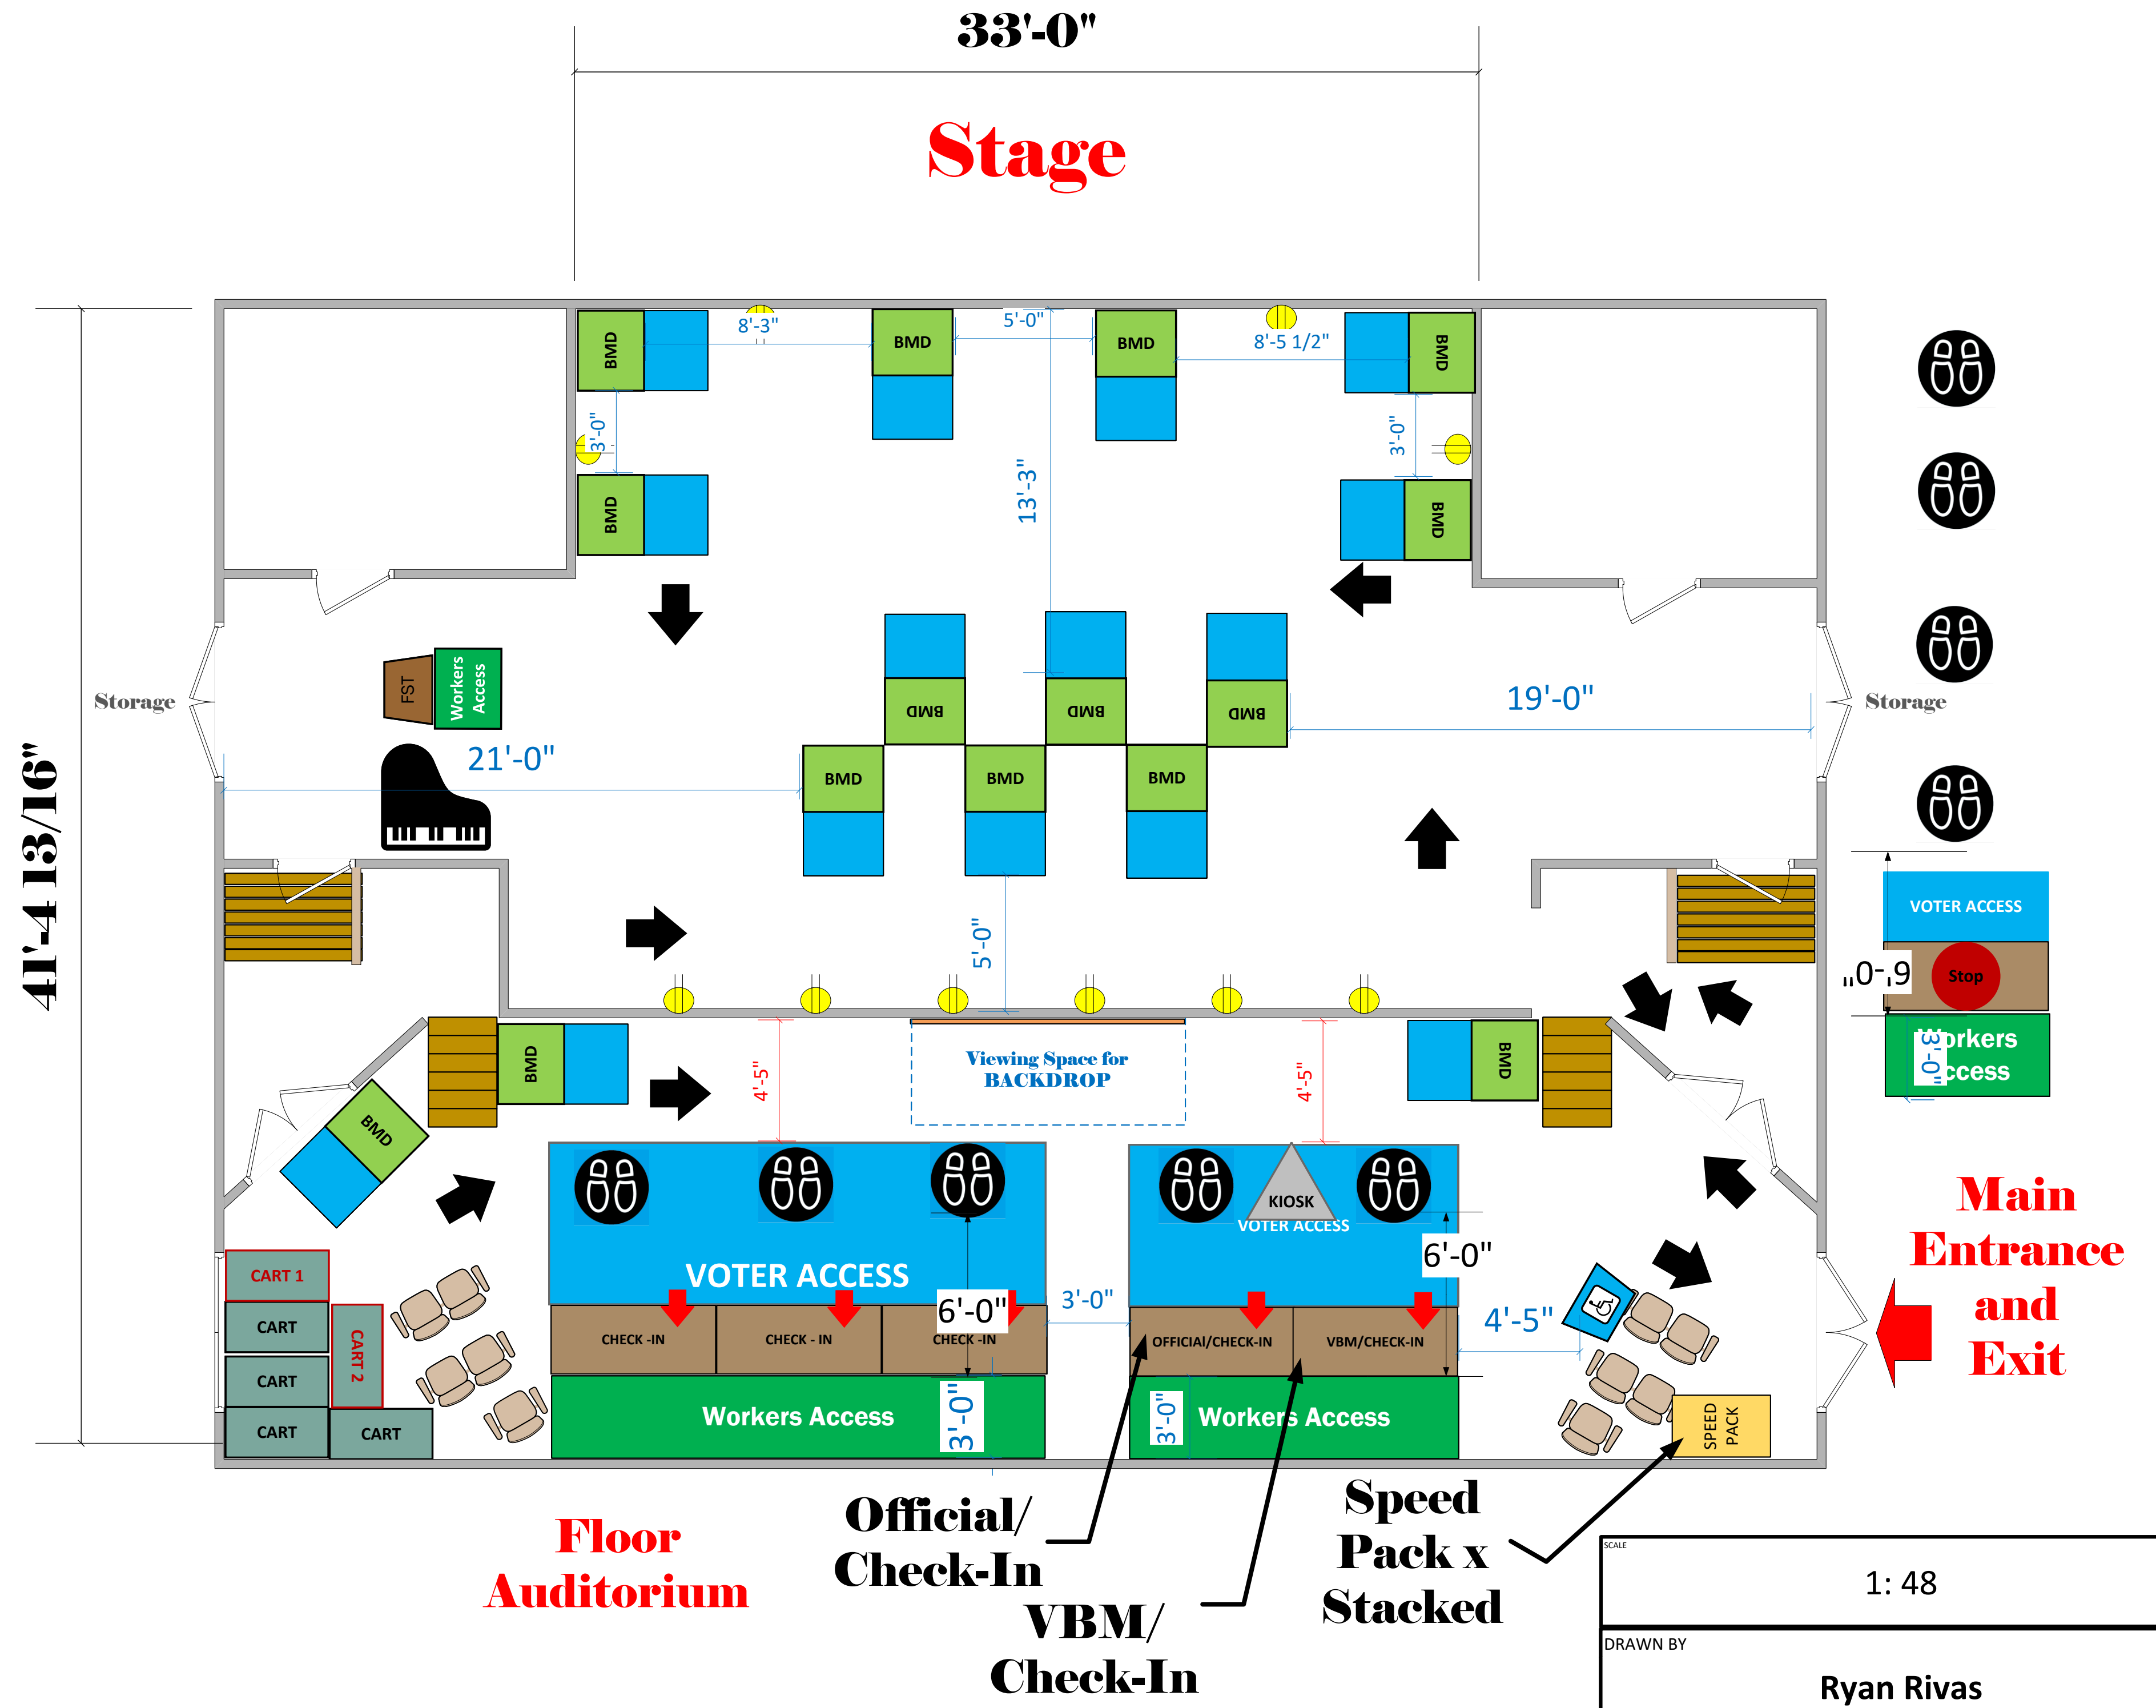 33'-0"
Stage
8'-3"
5'-0"
8'-5 1/2"
BMD
BMD
BMD
BMD
3'-0"
3'-0"
13'-3"
BMD
BMD
FST
Workers
Access
Storage
Storage
BMD
BMD
BMD
19'-0"
21'-0"
BMD
BMD
BMD
41'-4 13/16"
5'-0"
VOTER ACCESS
6'-0"
Stop
3'-0"
BMD
4'-5"
Viewing Space for
BACKDROP
4'-5"
BMD
BMD
KIOSK
VOTER ACCESS
6'-0"
VOTER ACCESS
Main
Entrance
and
Exit
CART 1
CART
CART 2
CART
CART
CART
CHECK -IN
CHECK - IN
CHECK -IN
6'-0"
3'-0"
OFFICIAl/CHECK-IN
VBM/CHECK-IN
4'-5"
Workers Access
3'-0"
3'-0"
Workers Access
SPEED
PACK
Floor
Auditorium
Official/
Check-In
VBM/
Check-In
Speed
Pack x
Stacked
SCALE
1: 48
DRAWN BY
Ryan Rivas